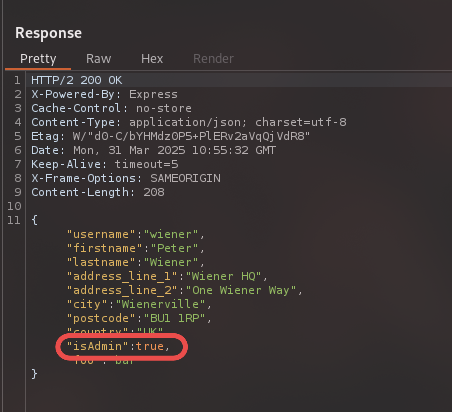 Response
Pretty Raw Hex Render
1 HTTP/2 200 OK
2 X-Powered-By: Express
3 Cache-Control: no-store
4 Content-Type: application/json; charset=utf-8
5 Etag: W/"d0-C/bYHMdz0P5+PlERv2aVqQjVdR8"
6 Date: Mon, 31 Mar 2025 10:55:32 GMT
7 Keep-Alive: timeout=5
8 X-Frame-Options: SAMEORIGIN
9 Content-Length: 208
10
11 {
"username":"wiener",
"firstname":"Peter",
"lastname":"Wiener",
"address_line_1":"Wiener HQ",
"address_line_2":"One Wiener Way",
"city":"Wienerville",
"postcode":"BU1 1RP",
"country":"UK",
"isAdmin":true,
"foo":"bar"
}